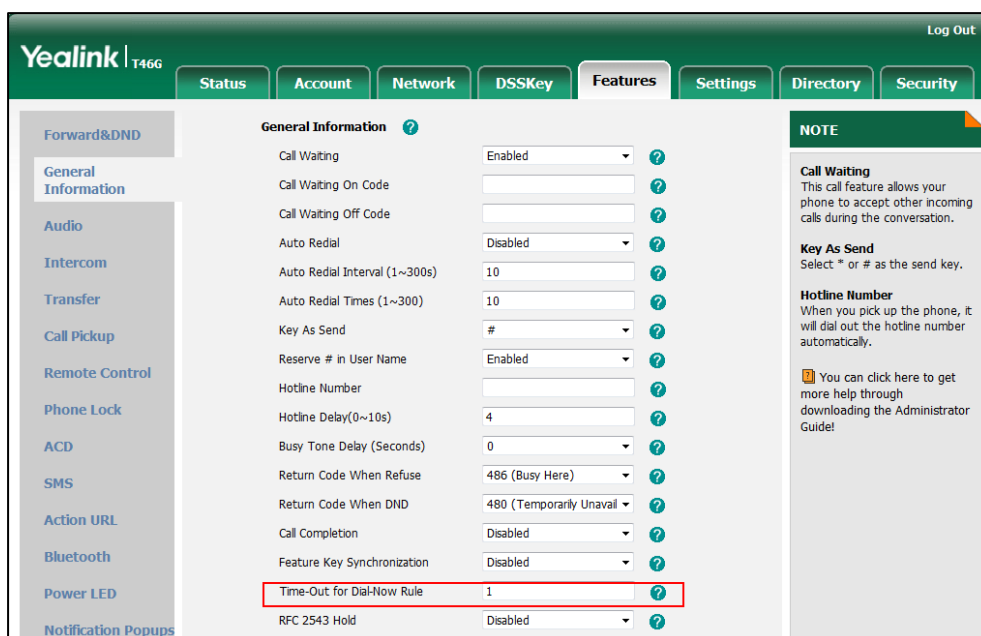 Log Out
Yealink T46G
Status Account Network DSSKey Features Settings Directory Security
Forward&DND
General
Information
Audio
Intercom
Transfer
Call Pickup
Remote Control
Phone Lock
ACD
SMS
Action URL
Bluetooth
Power LED
Notification Popups
General Information ?
Call Waiting Enabled ?
Call Waiting On Code ?
Call Waiting Off Code ?
Auto Redial Disabled ?
Auto Redial Interval (1~300s) 10 ?
Auto Redial Times (1~300) 10 ?
Key As Send # ?
Reserve # in User Name Enabled ?
Hotline Number ?
Hotline Delay(0~10s) 4 ?
Busy Tone Delay (Seconds) 0 ?
Return Code When Refuse 486 (Busy Here) ?
Return Code When DND 480 (Temporarily Unavail ?
Call Completion Disabled ?
Feature Key Synchronization Disabled ?
Time-Out for Dial-Now Rule 1 ?
RFC 2543 Hold Disabled ?
NOTE
Call Waiting
This call feature allows your
phone to accept other incoming
calls during the conversation.
Key As Send
Select * or # as the send key.
Hotline Number
When you pick up the phone, it
will dial out the hotline number
automatically.
? You can click here to get
more help through
downloading the Administrator
Guide!